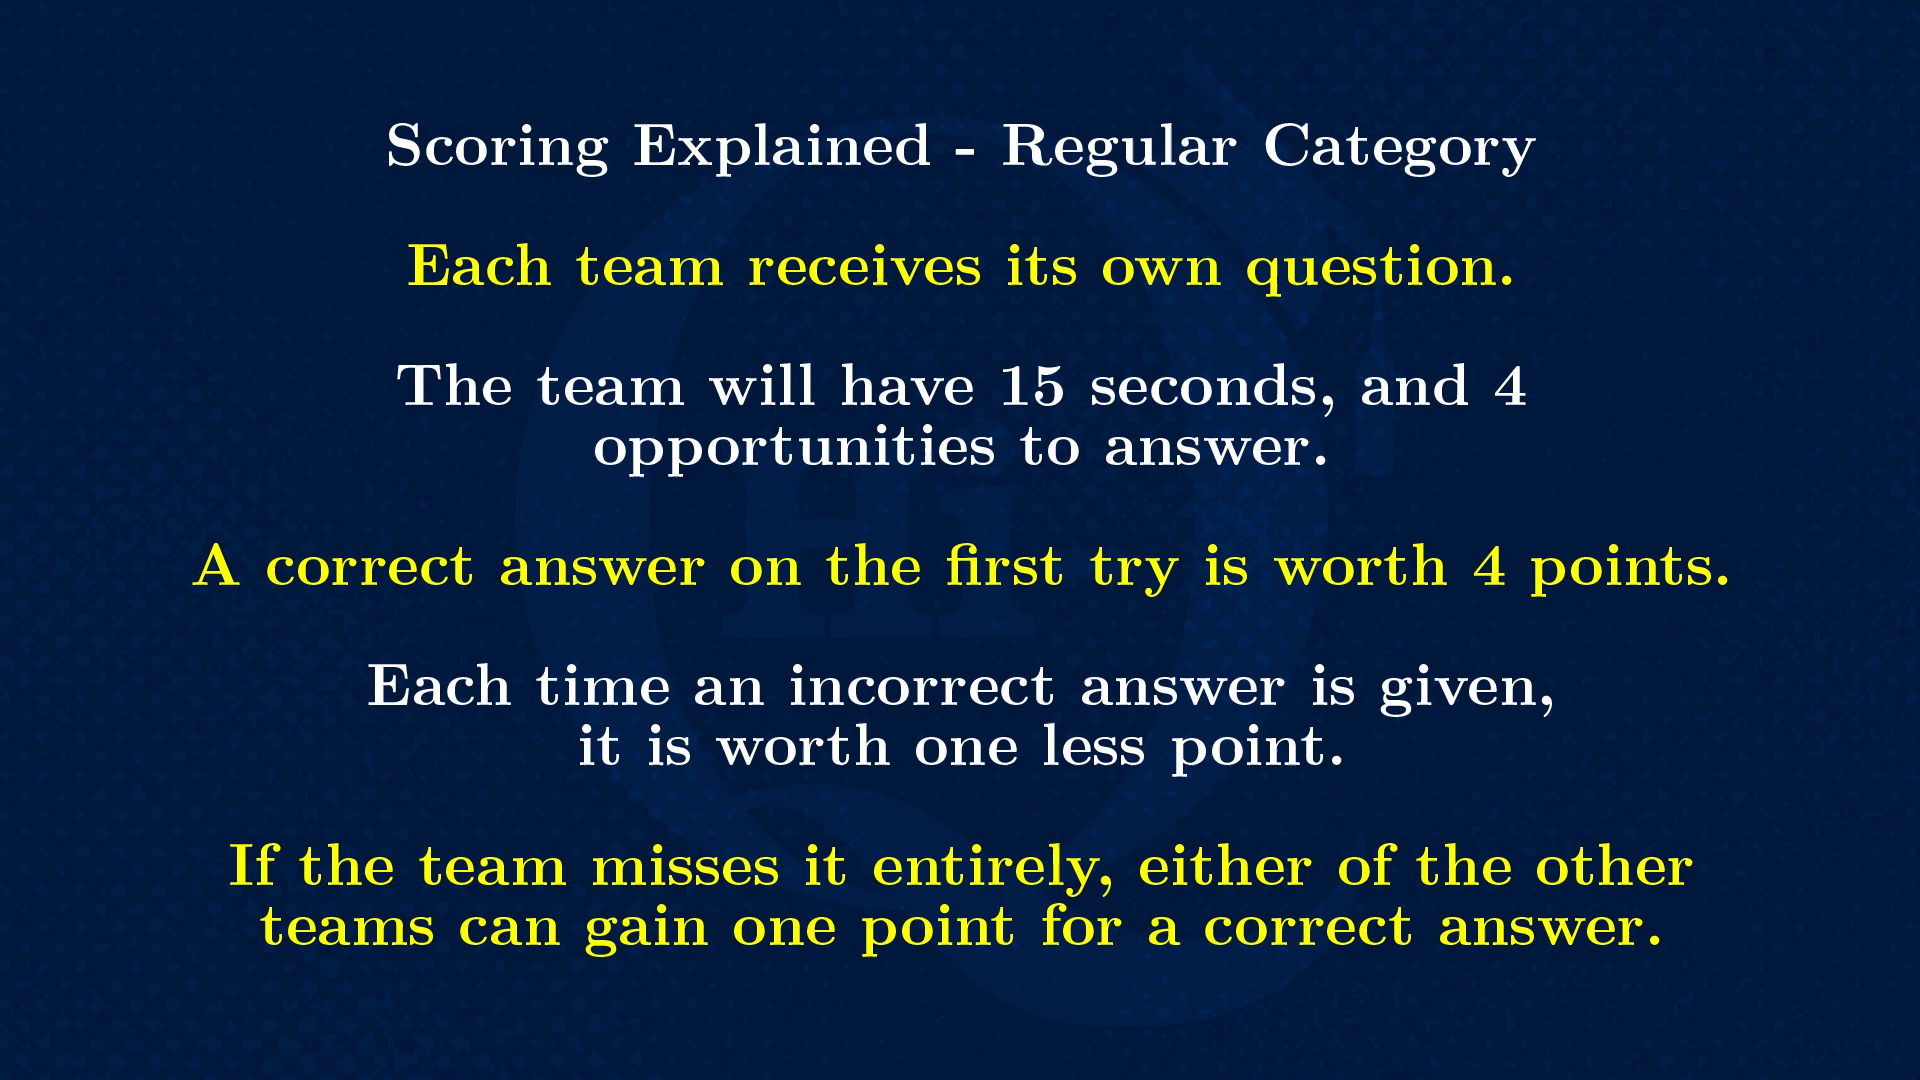 Scoring Explained - Regular Category
Each team receives its own question.
The team will have 15 seconds, and 4
opportunities to answer.
A correct answer on the first try is worth 4 points.
Each time an incorrect answer is given,
it is worth one less point.
If the team misses it entirely, either of the other
teams can gain one point for a correct answer.
Hi